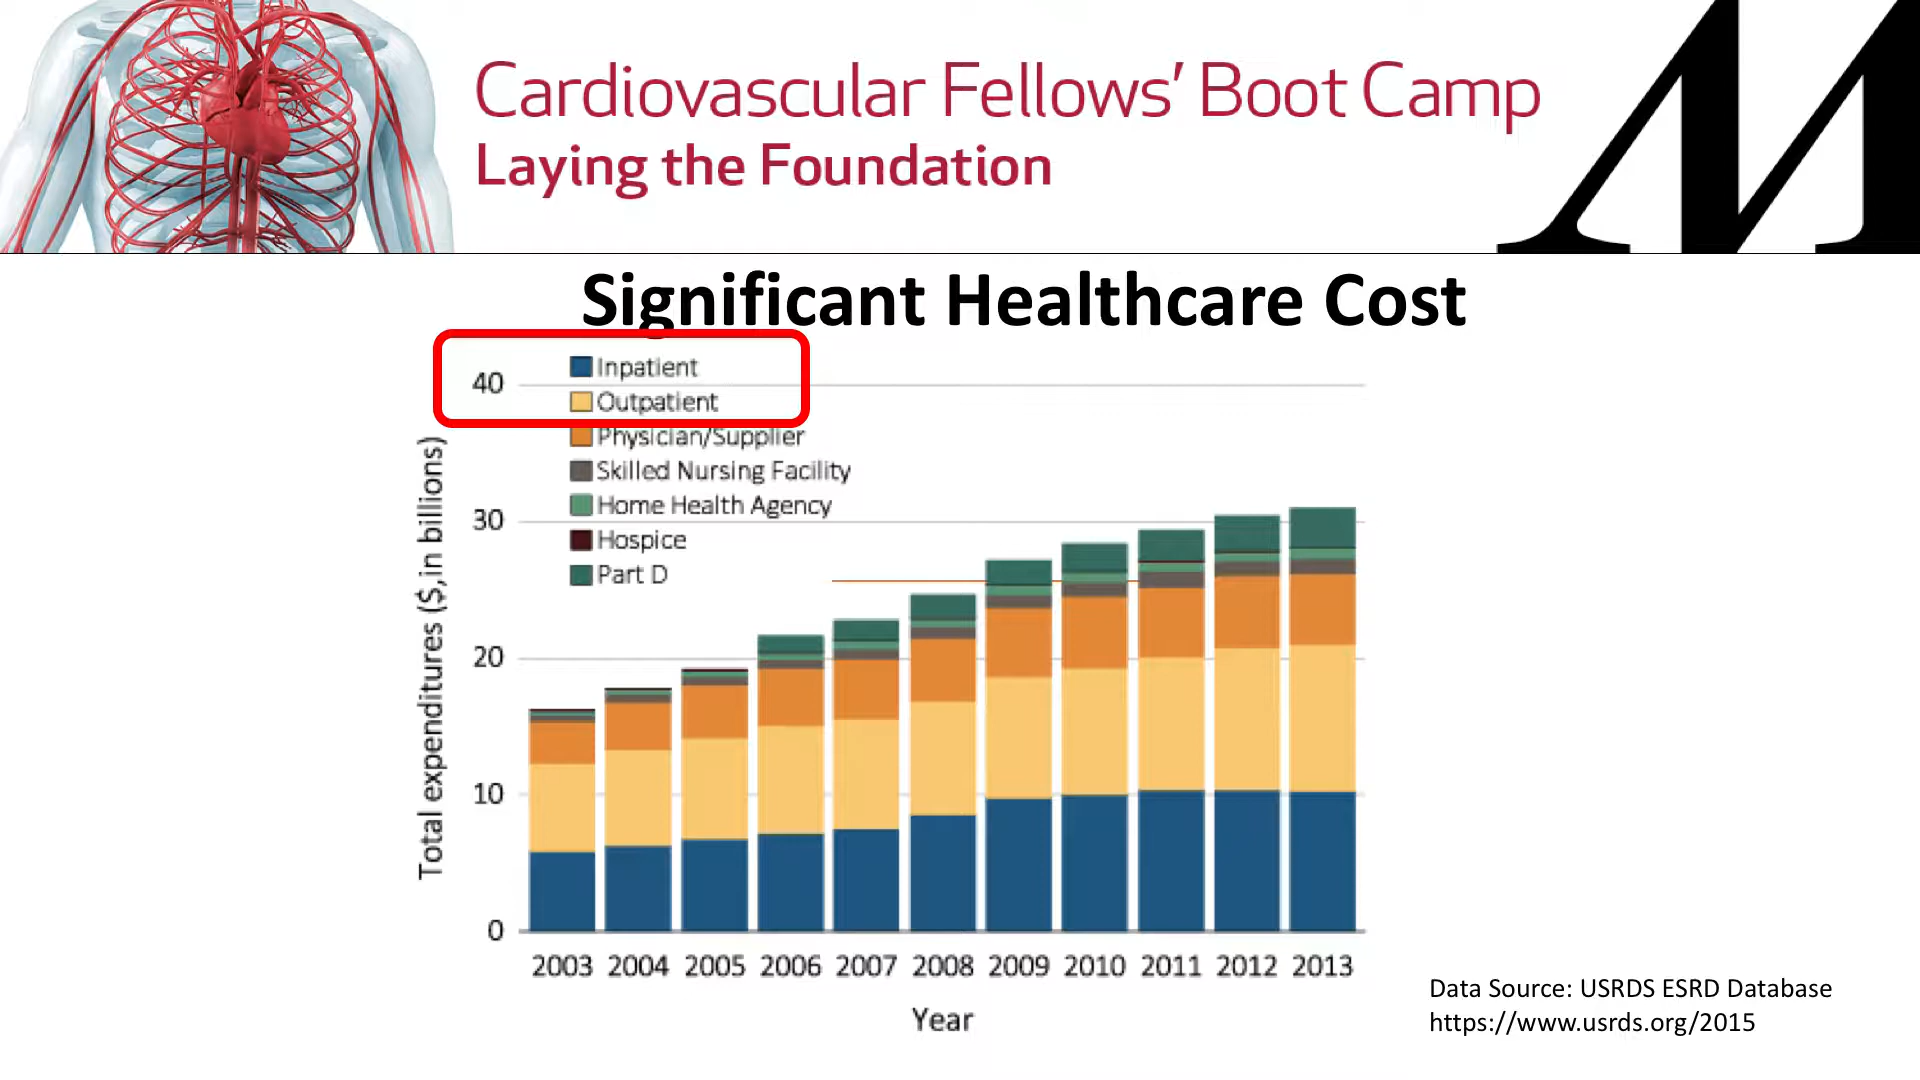 Cardiovascular Fellows' Boot Camp
Laying the Foundation
M
Significant Healthcare Cost
Inpatient
Outpatient
Physician/Supplier
Skilled Nursing Facility
Home Health Agency
Hospice
Part D
Total expenditures ($,in billions)
40
30
20
10
0
2003 2004 2005 2006 2007 2008 2009 2010 2011 2012 2013
Year
Data Source: USRDS ESRD Database
https://www.usrds.org/2015